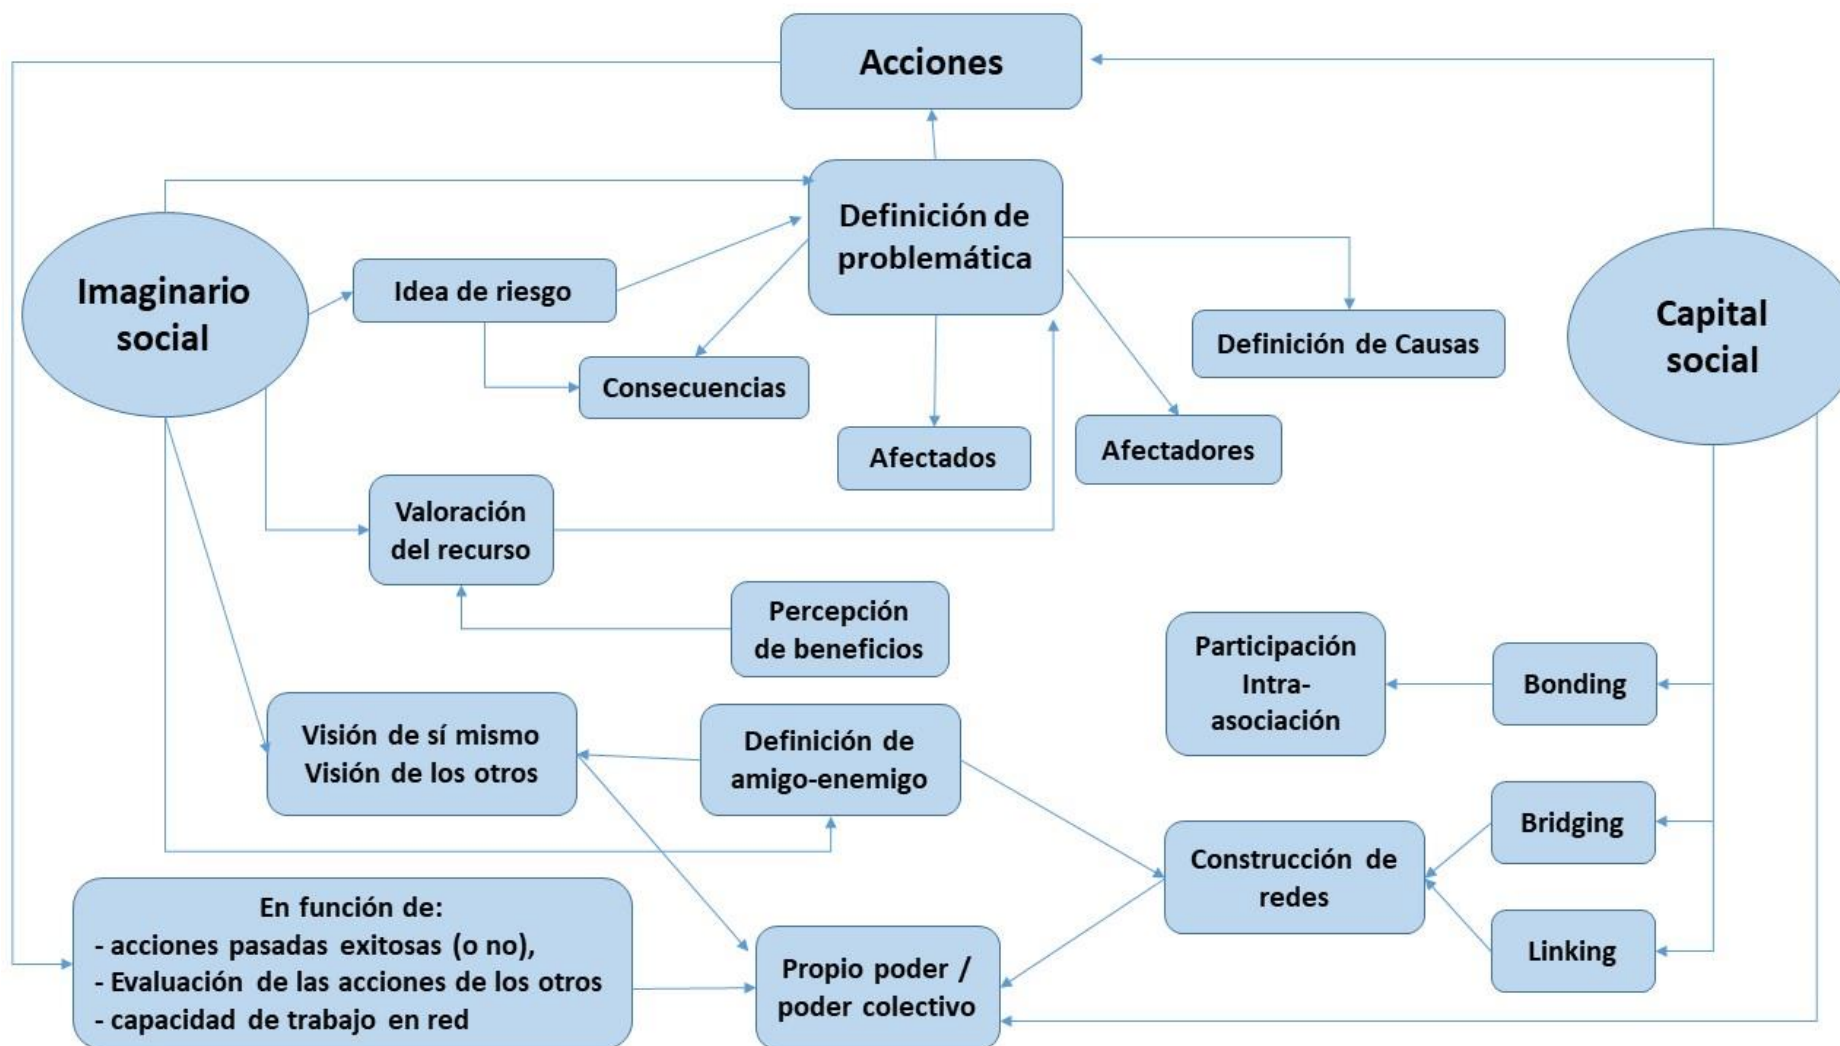 Acciones
Definición de
problemática
Imaginario
social
Idea de riesgo
Consecuencias
Afectados
Afectadores
Definición de Causas
Capital
social
Valoración
del recurso
Percepción
de beneficios
Participación
Intra-
asociación
Bonding
Visión de sí mismo
Visión de los otros
Definición de
amigo-enemigo
Bridging
Construcción de
redes
Linking
En función de:
- acciones pasadas exitosas (o no),
- Evaluación de las acciones de los otros
- capacidad de trabajo en red
Propio poder /
poder colectivo